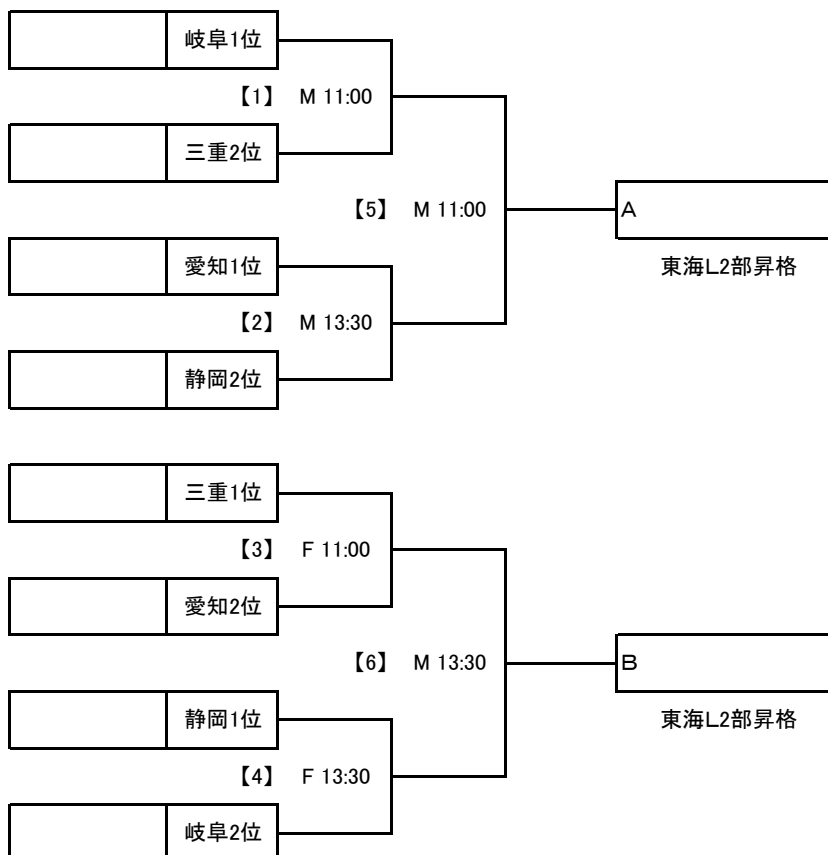 岐阜1位
【1】 M 11:00
三重2位
【5】 M 11:00
A
愛知1位
東海L2部昇格
【2】 M 13:30
静岡2位
三重1位
【3】 F 11:00
愛知2位
【6】 M 13:30
B
静岡1位
東海L2部昇格
【4】 F 13:30
岐阜2位